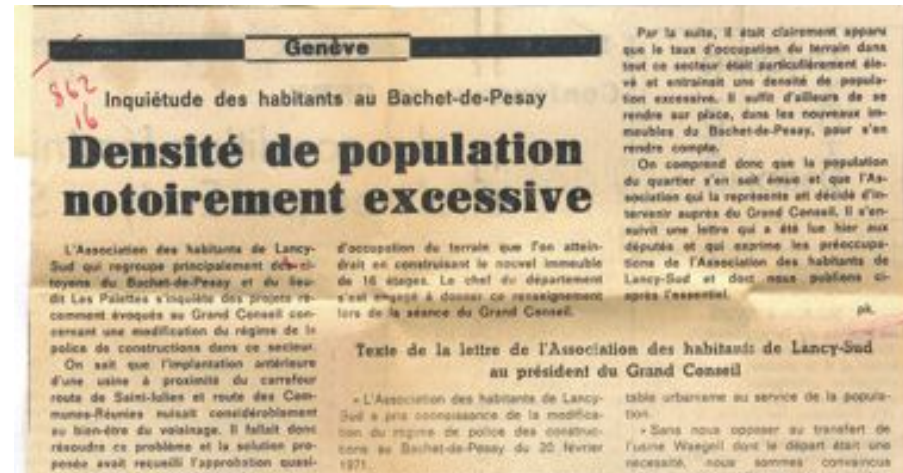 Genève
862
16
Inquiétude des habitants au Bachet-de-Pesay
Densité de population
notoirement excessive
L'Association des habitants de Lancy-
Sud qui regroupe principalement des ci-
toyens du Bachet-de-Pesay et du lieu-
dit Les Palettes s'inquiète des projets ré-
comment évoqués au Grand Conseil con-
cernant une modification du régime de la
police de constructions dans ce secteur.
On sait que l'implantation antérieure
d'une usine à proximité du carrefour
route de Saint-Julien et route des Com-
munes-Réunies nuisait considérablement
au bien-être du voisinage. Il fallait donc
résoudre ce problème et la solution pro-
posée avait recueilli l'approbation quasi-
d'occupation du terrain que l'on attein-
drait en construisant le nouvel immeuble
de 16 étages. Le chef du département
s'est engagé à donner ce renseignement
lors de la séance du Grand Conseil.
Par la suite, il était clairement apparu
que le taux d'occupation du terrain dans
tout ce secteur était particulièrement éle-
vé et entraînait une densité de popula-
tion excessive. Il suffit d'ailleurs de se
rendre sur place, dans les nouveaux im-
meubles du Bachet-de-Pesay, pour s'en
rendre compte.
On comprend donc que la population
du quartier s'en soit émue et que l'As-
sociation qui la représente ait décidé d'in-
tervenir auprès du Grand Conseil. Il s'en-
suivit une lettre qui a été lue hier aux
députés et qui exprime les préoccupa-
tions de l'Association des habitants de
Lancy-Sud et dont nous publions ci-
après l'essentiel.
pk.
Texte de la lettre de l'Association des habitants de Lancy-Sud
au président du Grand Conseil
« L'Association des habitants de Lancy-
Sud a pris connaissance de la modifica-
tion du régime de police des construc-
tions au Bachet-de-Pesay du 20 février
1971.
table urbanisme au service de la popula-
tion.
» Sans nous opposer au transfert de
l'usine Waegell dont le départ était une
nécessité, nous sommes convaincus